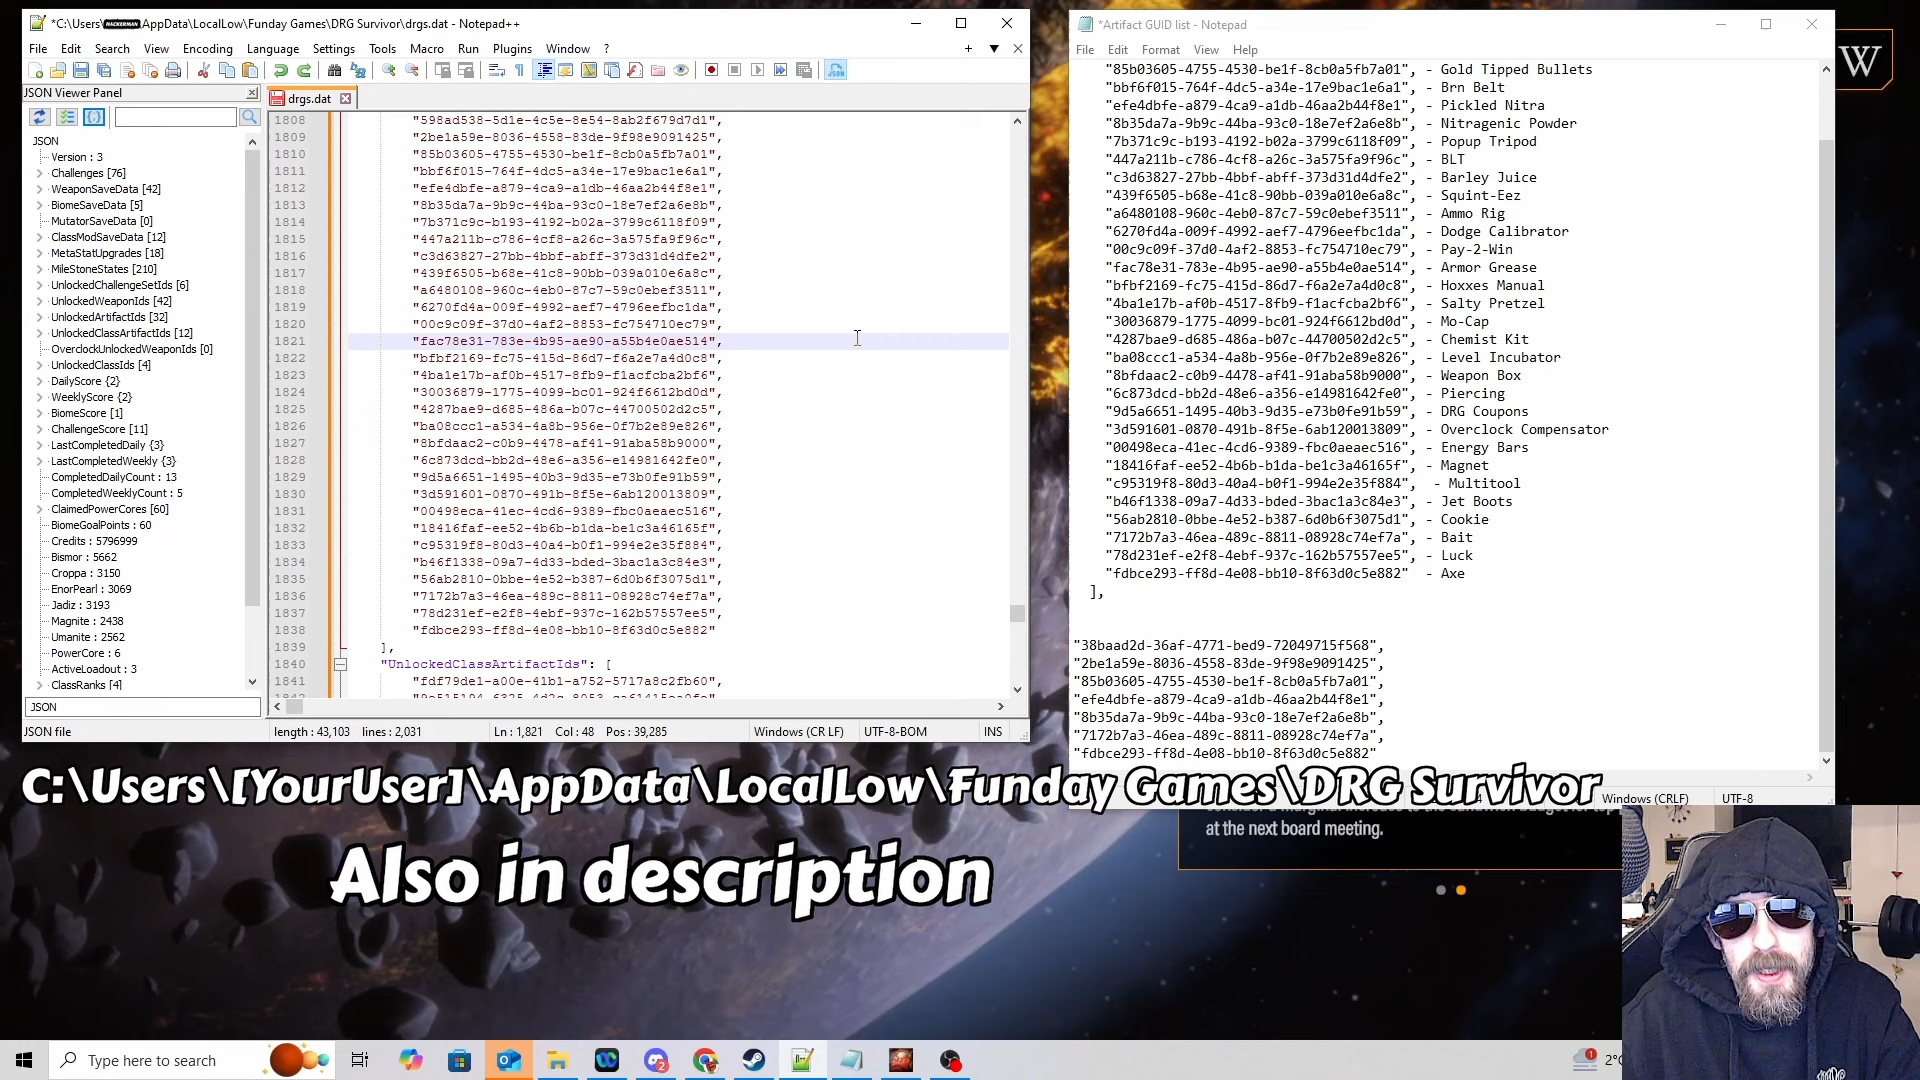 *C:\Users\HACKERMAN\AppData\LocalLow\Funday Games\DRG Survivor\drgs.dat - Notepad++
File Edit Search View Encoding Language Settings Tools Macro Run Plugins Window ?
JSON Viewer Panel
drgs.dat
JSON
Version : 3
Challenges [76]
WeaponSaveData [42]
BiomeSaveData [5]
MutatorSaveData [0]
ClassModSaveData [12]
MetaStatUpgrades [18]
MileStoneStates [210]
UnlockedChallengeSetIds [6]
UnlockedWeaponIds [42]
UnlockedArtifactIds [32]
UnlockedClassArtifactIds [12]
OverclockUnlockedWeaponIds [0]
UnlockedClassIds [4]
DailyScore {2}
WeeklyScore {2}
BiomeScore [1]
ChallengeScore [11]
LastCompletedDaily {3}
LastCompletedWeekly {3}
CompletedDailyCount : 13
CompletedWeeklyCount : 5
ClaimedPowerCores [60]
BiomeGoalPoints : 60
Credits : 5796999
Bismor : 5662
Croppa : 3150
EnorPearl : 3069
Jadiz : 3193
Magnite : 2438
Umanite : 2562
PowerCore : 6
ActiveLoadout : 3
ClassRanks [4]
JSON
JSON file
1808 "598ad538-5d1e-4c5e-8e54-8ab2f679d7d1",
1809 "2be1a59e-8036-4558-83de-9f98e9091425",
1810 "85b03605-4755-4530-be1f-8cb0a5fb7a01",
1811 "bbf6f015-764f-4dc5-a34e-17e9bac1e6a1",
1812 "efe4dbfe-a879-4ca9-a1db-46aa2b44f8e1",
1813 "8b35da7a-9b9c-44ba-93c0-18e7ef2a6e8b",
1814 "7b371c9c-b193-4192-b02a-3799c6118f09",
1815 "447a211b-c786-4cf8-a26c-3a575fa9f96c",
1816 "c3d63827-27bb-4bbf-abff-373d31d4dfe2",
1817 "439f6505-b68e-41c8-90bb-039a010e6a8c",
1818 "a6480108-960c-4eb0-87c7-59c0ebef3511",
1819 "6270fd4a-009f-4992-aef7-4796eefbc1da",
1820 "00c9c09f-37d0-4af2-8853-fc754710ec79",
1821 "fac78e31-783e-4b95-ae90-a55b4e0ae514",
1822 "bfbf2169-fc75-415d-86d7-f6a2e7a4d0c8",
1823 "4ba1e17b-af0b-4517-8fb9-f1acfcba2bf6",
1824 "30036879-1775-4099-bc01-924f6612bd0d",
1825 "4287bae9-d685-486a-b07c-44700502d2c5",
1826 "ba08ccc1-a534-4a8b-956e-0f7b2e89e826",
1827 "8bfdaac2-c0b9-4478-af41-91aba58b9000",
1828 "6c873dcd-bb2d-48e6-a356-e14981642fe0",
1829 "9d5a6651-1495-40b3-9d35-e73b0fe91b59",
1830 "3d591601-0870-491b-8f5e-6ab120013809",
1831 "00498eca-41ec-4cd6-9389-fbc0aeaec516",
1832 "18416faf-ee52-4b6b-b1da-be1c3a46165f",
1833 "c95319f8-80d3-40a4-b0f1-994e2e35f884",
1834 "b46f1338-09a7-4d33-bded-3bac1a3c84e3",
1835 "56ab2810-0bbe-4e52-b387-6d0b6f3075d1",
1836 "7172b7a3-46ea-489c-8811-08928c74ef7a",
1837 "78d231ef-e2f8-4ebf-937c-162b57557ee5",
1838 "fdbce293-ff8d-4e08-bb10-8f63d0c5e882"
1839 ],
1840 "UnlockedClassArtifactIds": [
1841 "fdf79de1-a00e-41b1-a752-5717a8c2fb60",
length : 43,103 lines : 2,031 Ln : 1,821 Col : 48 Pos : 39,285 Windows (CR LF) UTF-8-BOM INS
*Artifact GUID list - Notepad
File Edit Format View Help
"85b03605-4755-4530-be1f-8cb0a5fb7a01", - Gold Tipped Bullets
"bbf6f015-764f-4dc5-a34e-17e9bac1e6a1", - Brn Belt
"efe4dbfe-a879-4ca9-a1db-46aa2b44f8e1", - Pickled Nitra
"8b35da7a-9b9c-44ba-93c0-18e7ef2a6e8b", - Nitragenic Powder
"7b371c9c-b193-4192-b02a-3799c6118f09", - Popup Tripod
"447a211b-c786-4cf8-a26c-3a575fa9f96c", - BLT
"c3d63827-27bb-4bbf-abff-373d31d4dfe2", - Barley Juice
"439f6505-b68e-41c8-90bb-039a010e6a8c", - Squint-Eez
"a6480108-960c-4eb0-87c7-59c0ebef3511", - Ammo Rig
"6270fd4a-009f-4992-aef7-4796eefbc1da", - Dodge Calibrator
"00c9c09f-37d0-4af2-8853-fc754710ec79", - Pay-2-Win
"fac78e31-783e-4b95-ae90-a55b4e0ae514", - Armor Grease
"bfbf2169-fc75-415d-86d7-f6a2e7a4d0c8", - Hoxxes Manual
"4ba1e17b-af0b-4517-8fb9-f1acfcba2bf6", - Salty Pretzel
"30036879-1775-4099-bc01-924f6612bd0d", - Mo-Cap
"4287bae9-d685-486a-b07c-44700502d2c5", - Chemist Kit
"ba08ccc1-a534-4a8b-956e-0f7b2e89e826", - Level Incubator
"8bfdaac2-c0b9-4478-af41-91aba58b9000", - Weapon Box
"6c873dcd-bb2d-48e6-a356-e14981642fe0", - Piercing
"9d5a6651-1495-40b3-9d35-e73b0fe91b59", - DRG Coupons
"3d591601-0870-491b-8f5e-6ab120013809", - Overclock Compensator
"00498eca-41ec-4cd6-9389-fbc0aeaec516", - Energy Bars
"18416faf-ee52-4b6b-b1da-be1c3a46165f", - Magnet
"c95319f8-80d3-40a4-b0f1-994e2e35f884", - Multitool
"b46f1338-09a7-4d33-bded-3bac1a3c84e3", - Jet Boots
"56ab2810-0bbe-4e52-b387-6d0b6f3075d1", - Cookie
"7172b7a3-46ea-489c-8811-08928c74ef7a", - Bait
"78d231ef-e2f8-4ebf-937c-162b57557ee5", - Luck
"fdbce293-ff8d-4e08-bb10-8f63d0c5e882" - Axe
],
"38baad2d-36af-4771-bed9-72049715f568",
"2be1a59e-8036-4558-83de-9f98e9091425",
"85b03605-4755-4530-be1f-8cb0a5fb7a01",
"efe4dbfe-a879-4ca9-a1db-46aa2b44f8e1",
"8b35da7a-9b9c-44ba-93c0-18e7ef2a6e8b",
"7172b7a3-46ea-489c-8811-08928c74ef7a",
"fdbce293-ff8d-4e08-bb10-8f63d0c5e882"
Windows (CRLF) UTF-8
W
C:\Users\[YourUser]\AppData\LocalLow\Funday Games\DRG Survivor
Also in description
at the next board meeting.
Type here to search
2°